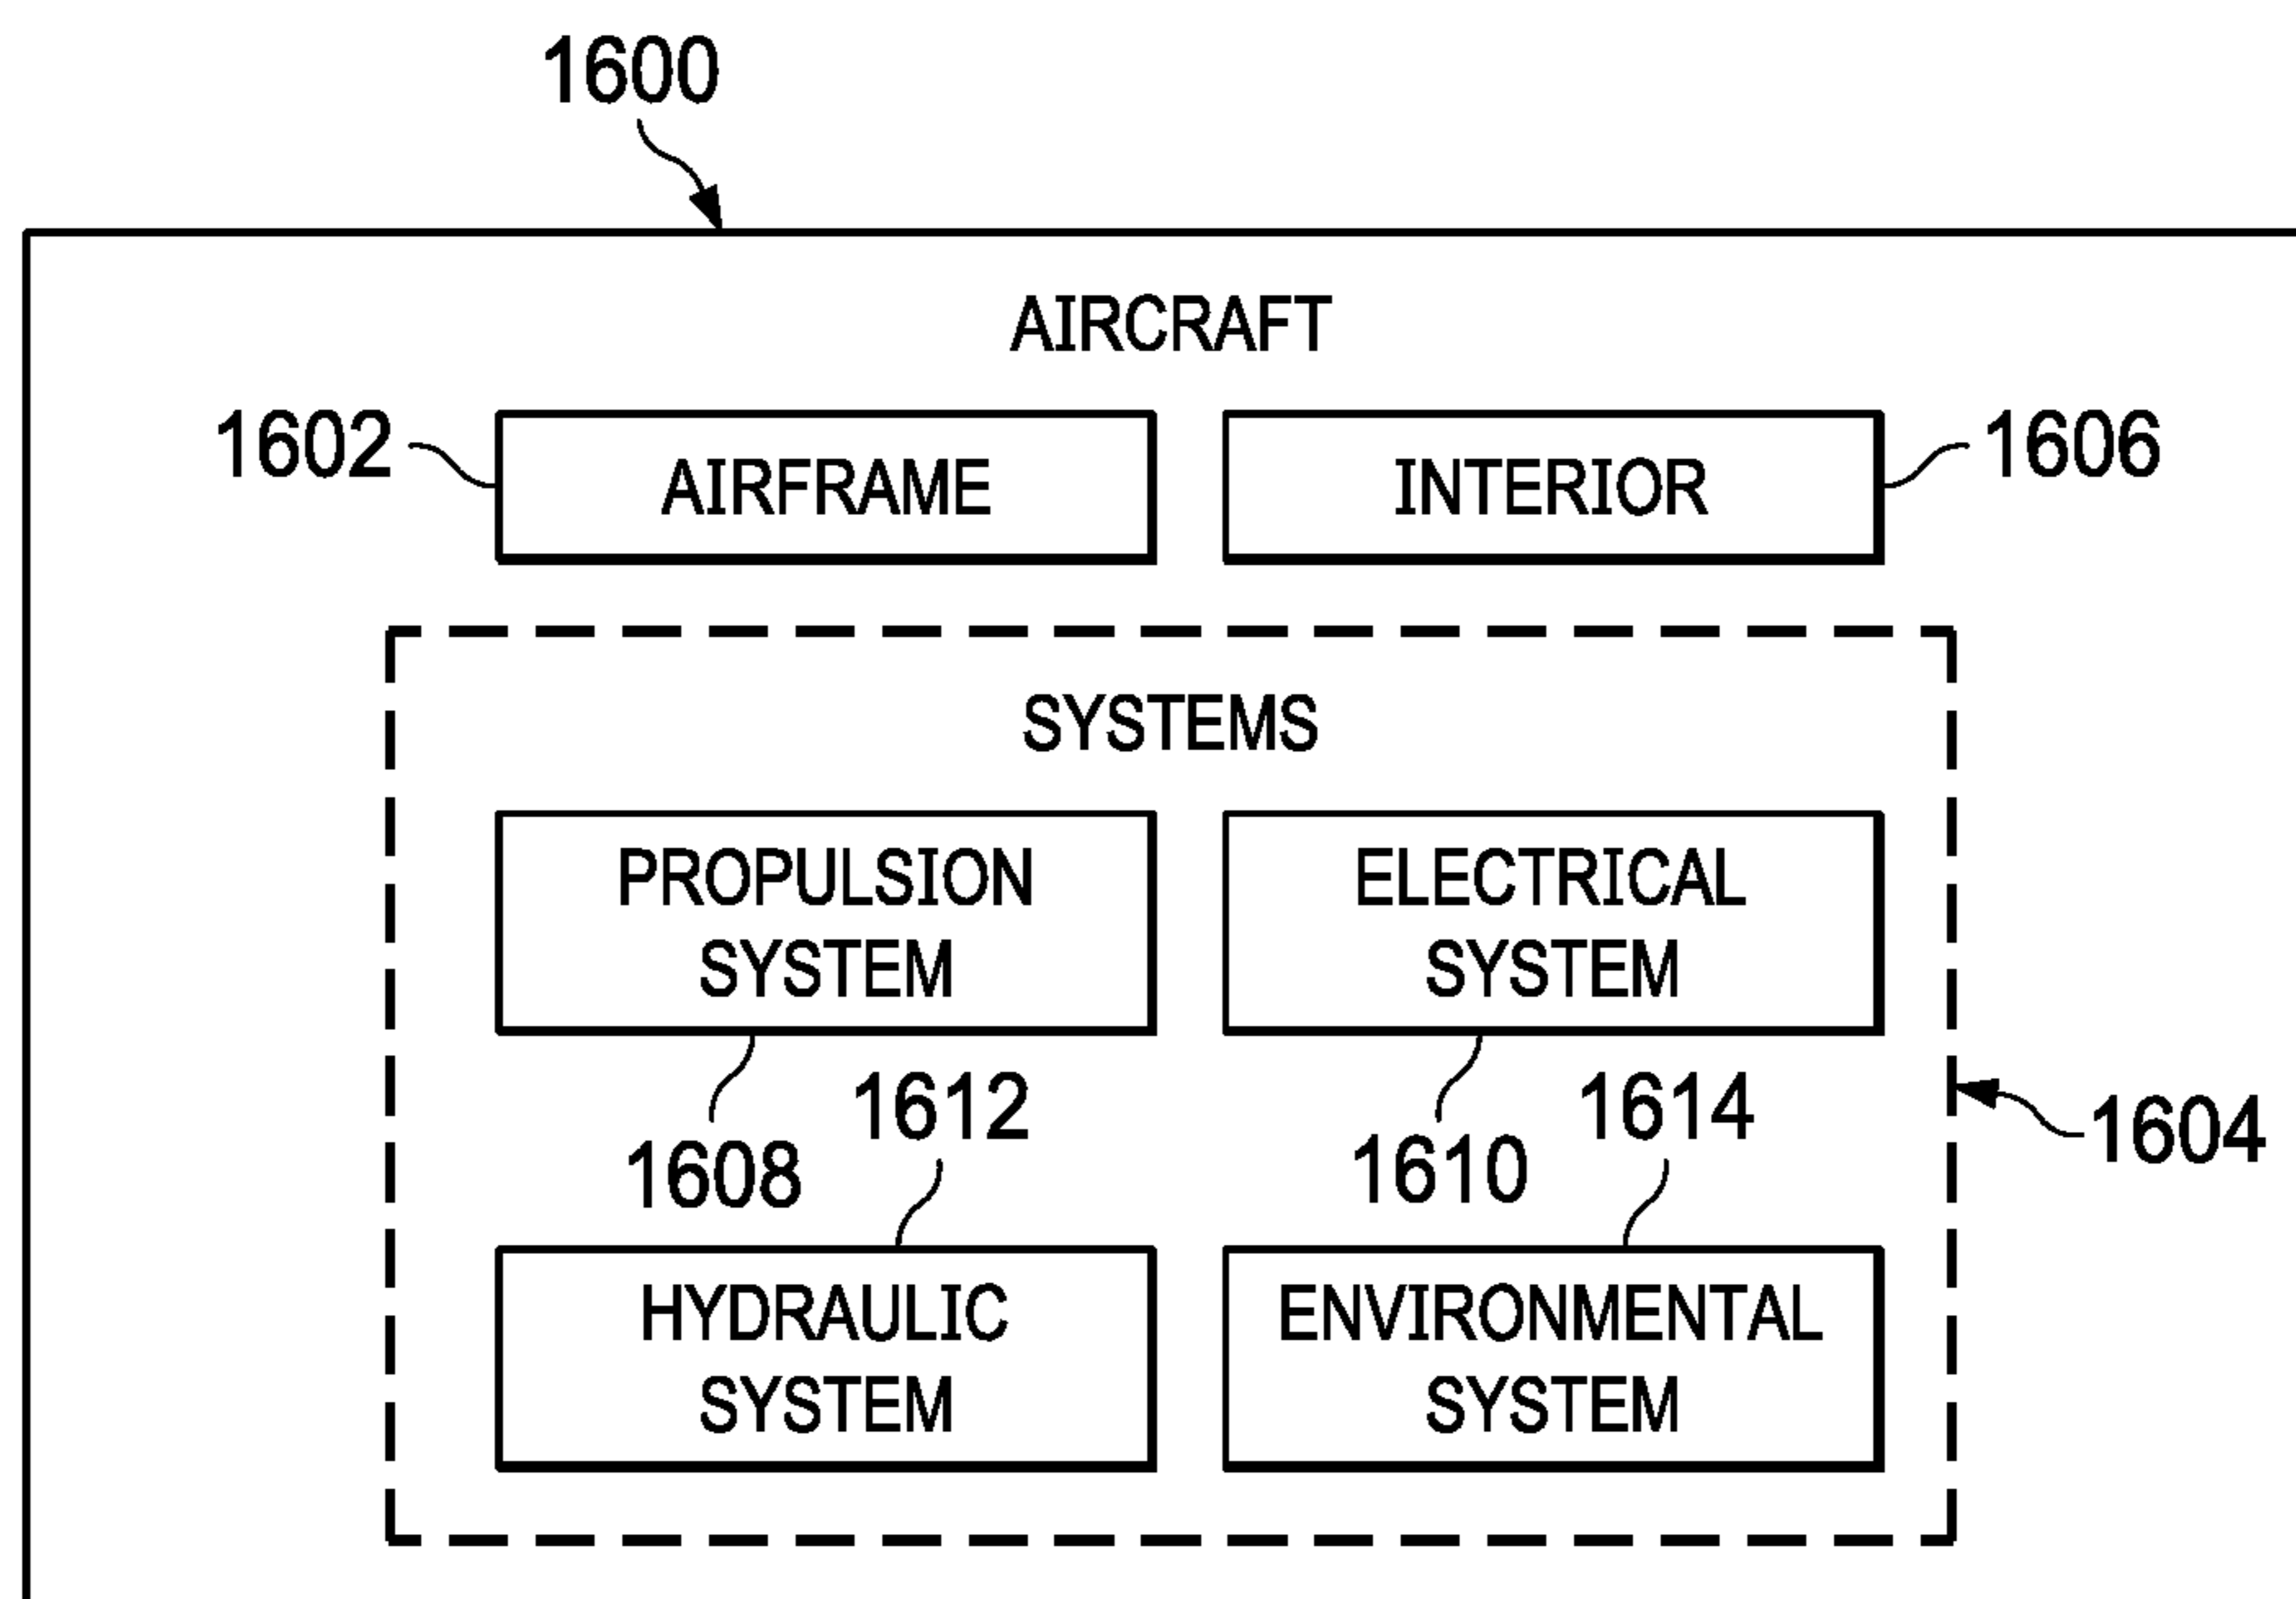 1600
AIRCRAFT
1602
AIRFRAME
INTERIOR
1606
SYSTEMS
PROPULSION
SYSTEM
ELECTRICAL
SYSTEM
1608
1612
1610
1614
1604
HYDRAULIC
SYSTEM
ENVIRONMENTAL
SYSTEM